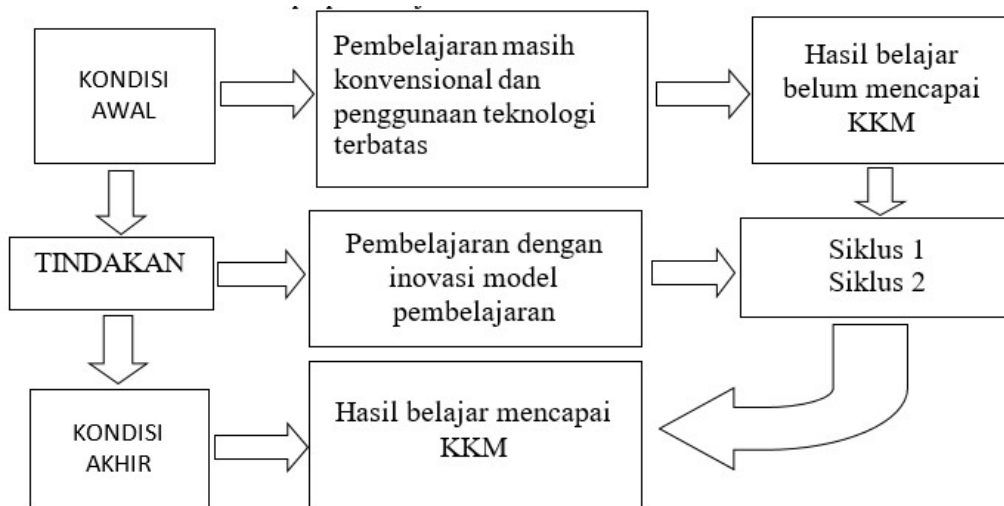 KONDISI
AWAL
Pembelajaran masih
konvensional dan
penggunaan teknologi
terbatas
Hasil belajar
belum mencapai
KKM
TINDAKAN
Pembelajaran dengan
inovasi model
pembelajaran
Siklus 1
Siklus 2
KONDISI
AKHIR
Hasil belajar mencapai
KKM